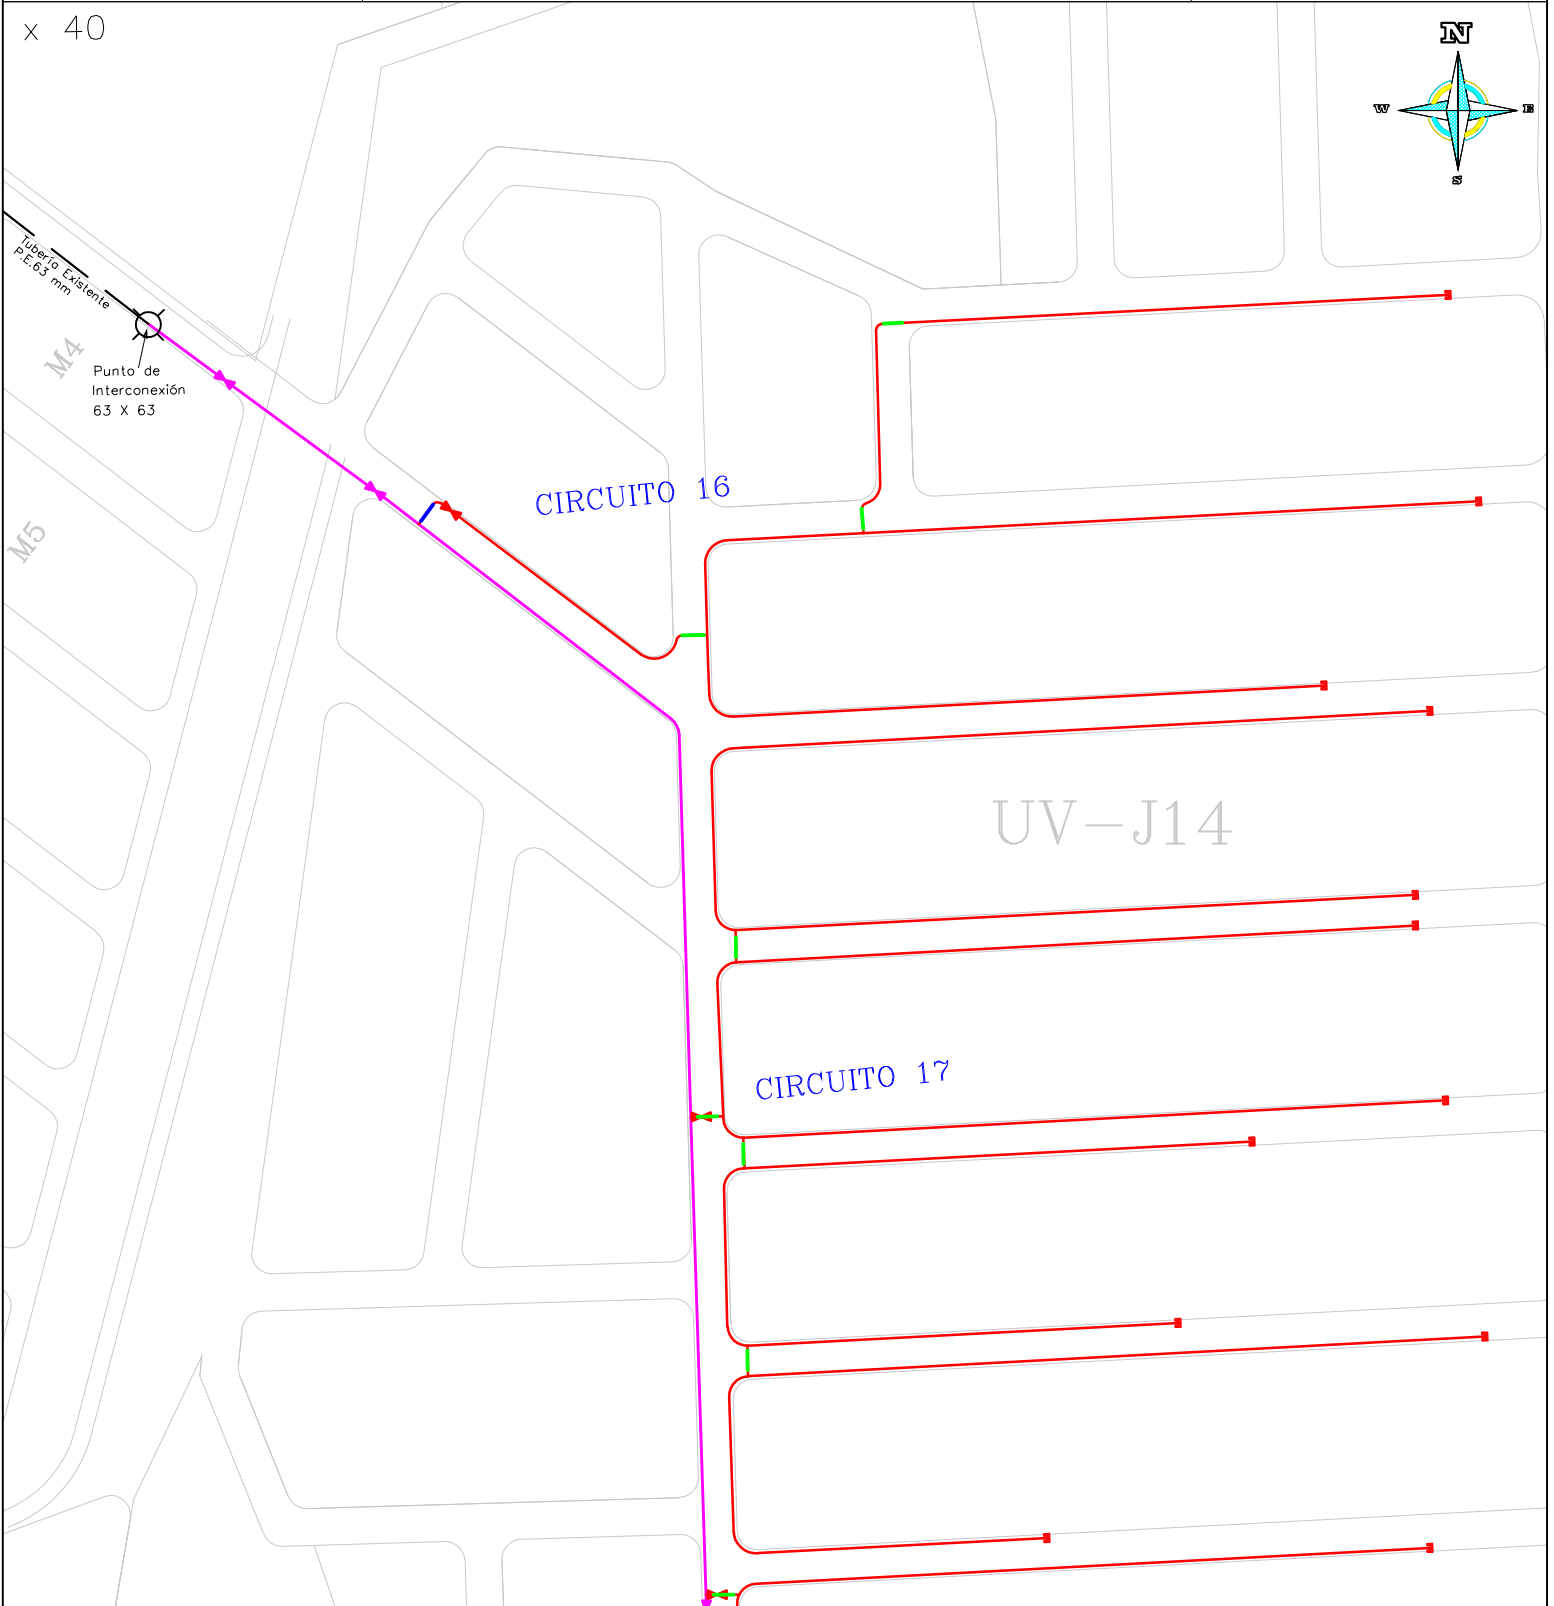 x 40
N
W
E
S
Tubería Existente
P.E.63 mm
M4
Punto de
Interconexión
63 X 63
CIRCUITO 16
M5
UV-J14
CIRCUITO 17